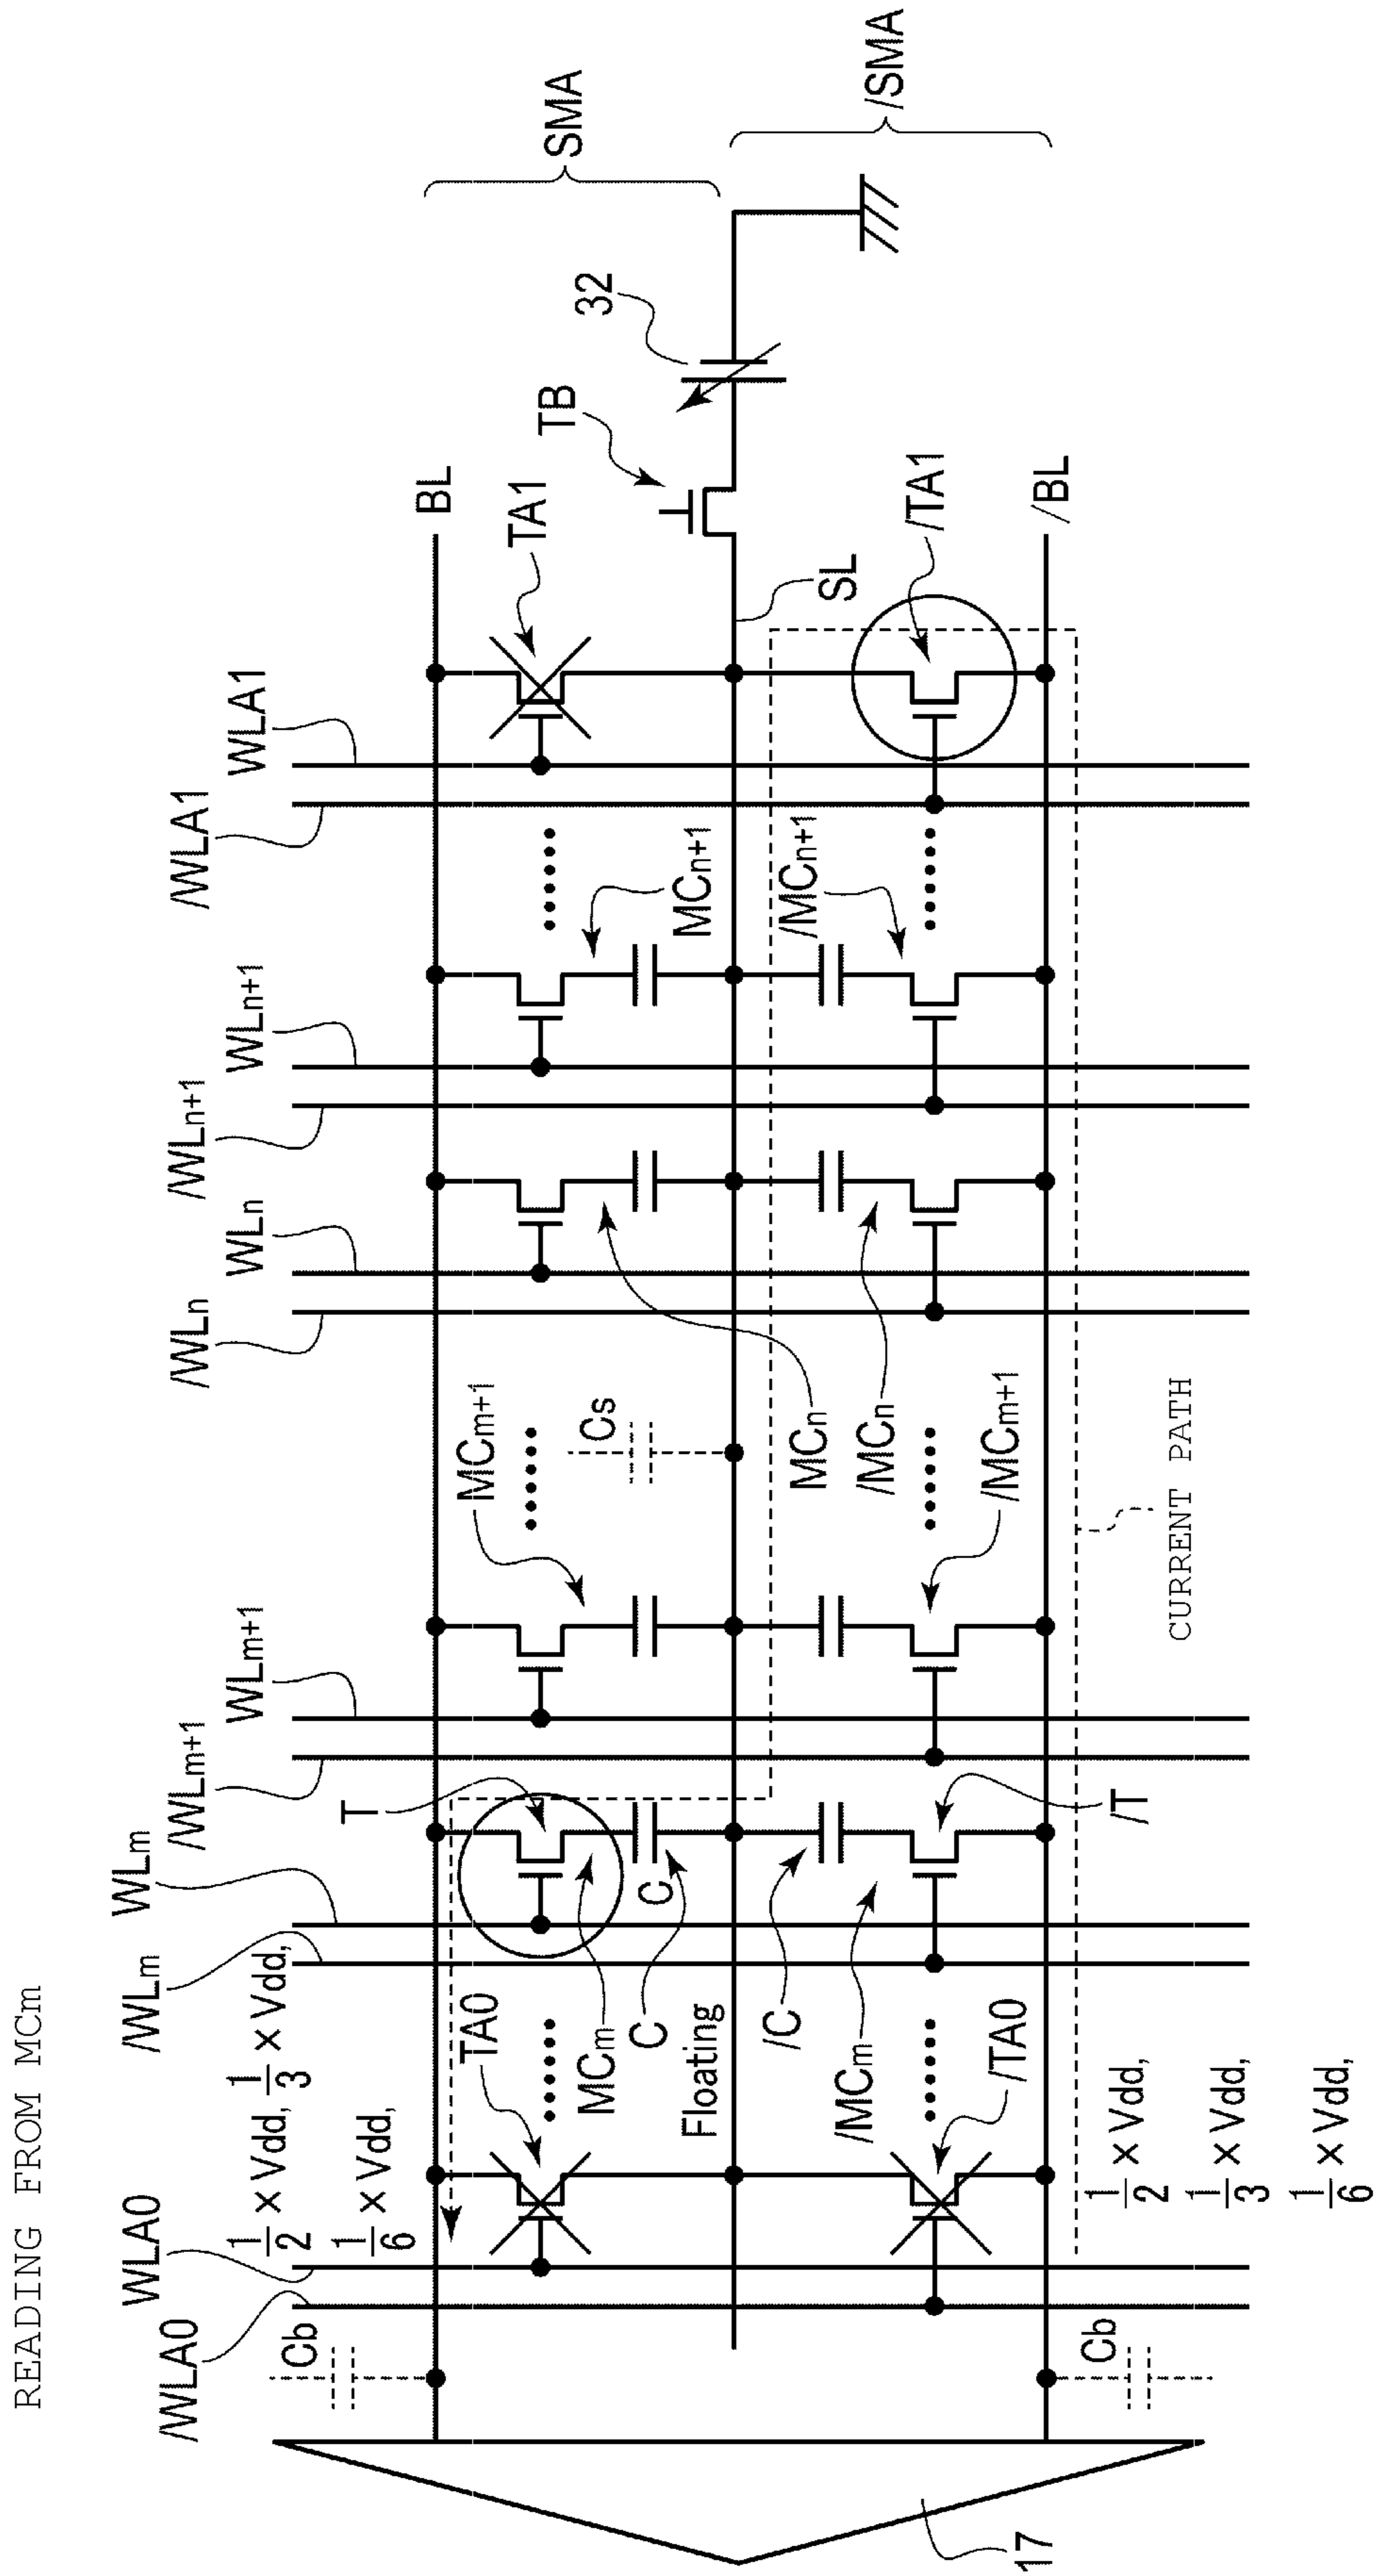 READING FROM MCm
/WLA0
WLA0
/WLm
WLm
/WLm+1
WLm+1
/WLn
WLn
/WLn+1
WLn+1
/WLA1
WLA1
Cb
1/2 × Vdd, 1/3 × Vdd,
1/6 × Vdd,
T
BL
TA0
MCm+1
TA1
TB
32
SMA
MCm
C
C
Cs
MCn+1
Floating
SL
/C
MCn
/MCn+1
/MCm
/MCn
/SMA
/TA0
/MCm+1
/TA1
/BL
/T
Cb
1/2 × Vdd,
1/3 × Vdd,
1/6 × Vdd,
CURRENT PATH
17